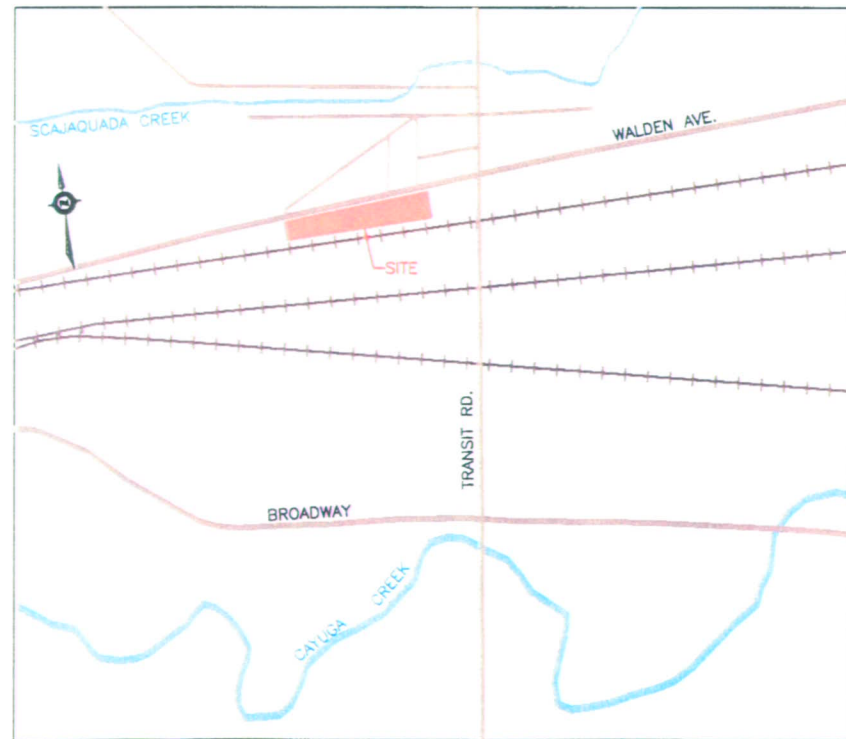 SCAJAQUADA CREEK
WALDEN AVE.
N
SITE
TRANSIT RD.
BROADWAY
CAYUGA CREEK